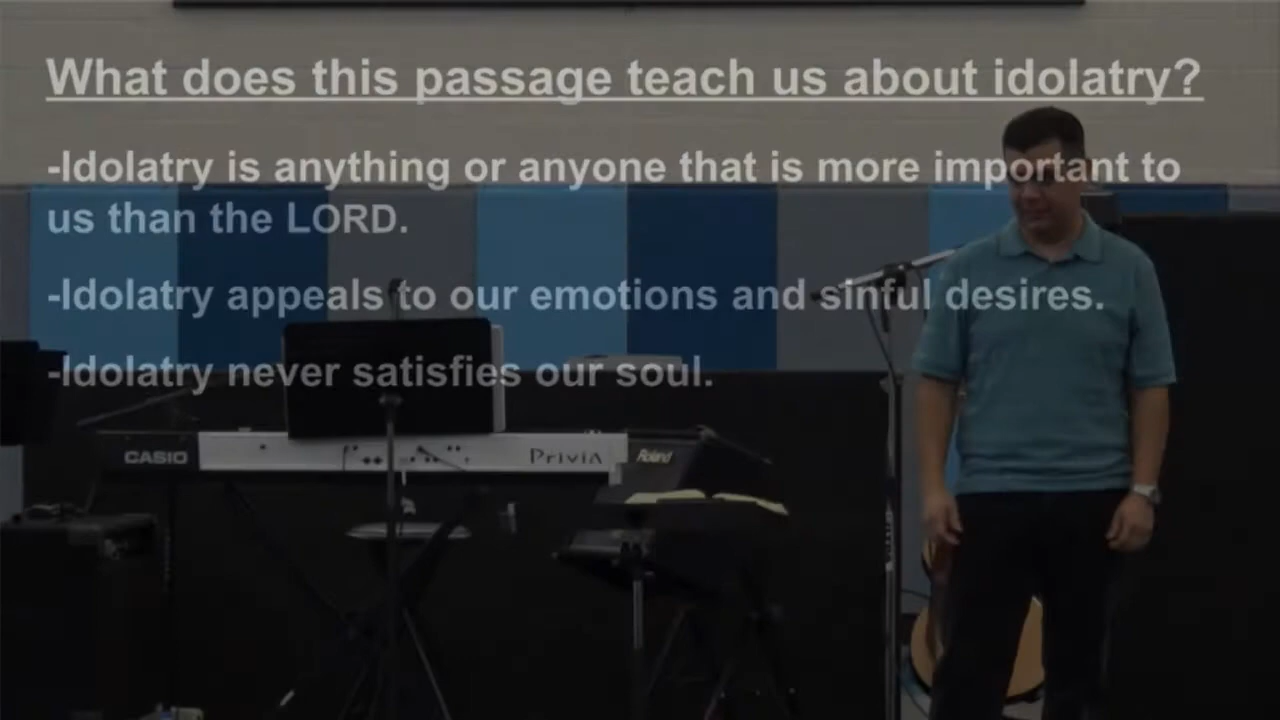 What does this passage teach us about idolatry?
-Idolatry is anything or anyone that is more important to
us than the LORD.
-Idolatry appeals to our emotions and sinful desires.
-Idolatry never satisfies our soul.
CASIO
Privia
Roland